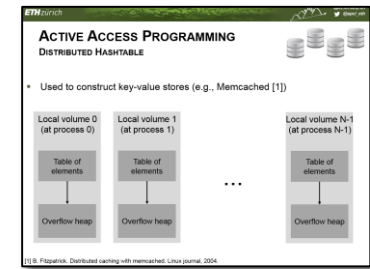 ETHzürich
ACTIVE ACCESS PROGRAMMING
DISTRIBUTED HASHTABLE
Used to construct key-value stores (e.g., Memcached [1])
Local volume 0
(at process 0)
Table of
elements
Overflow heap
Local volume 1
(at process 1)
Table of
elements
Overflow heap
...
Local volume N-1
(at process N-1)
Table of
elements
Overflow heap
[1] B. Fitzpatrick. Distributed caching with memcached. Linux journal, 2004.